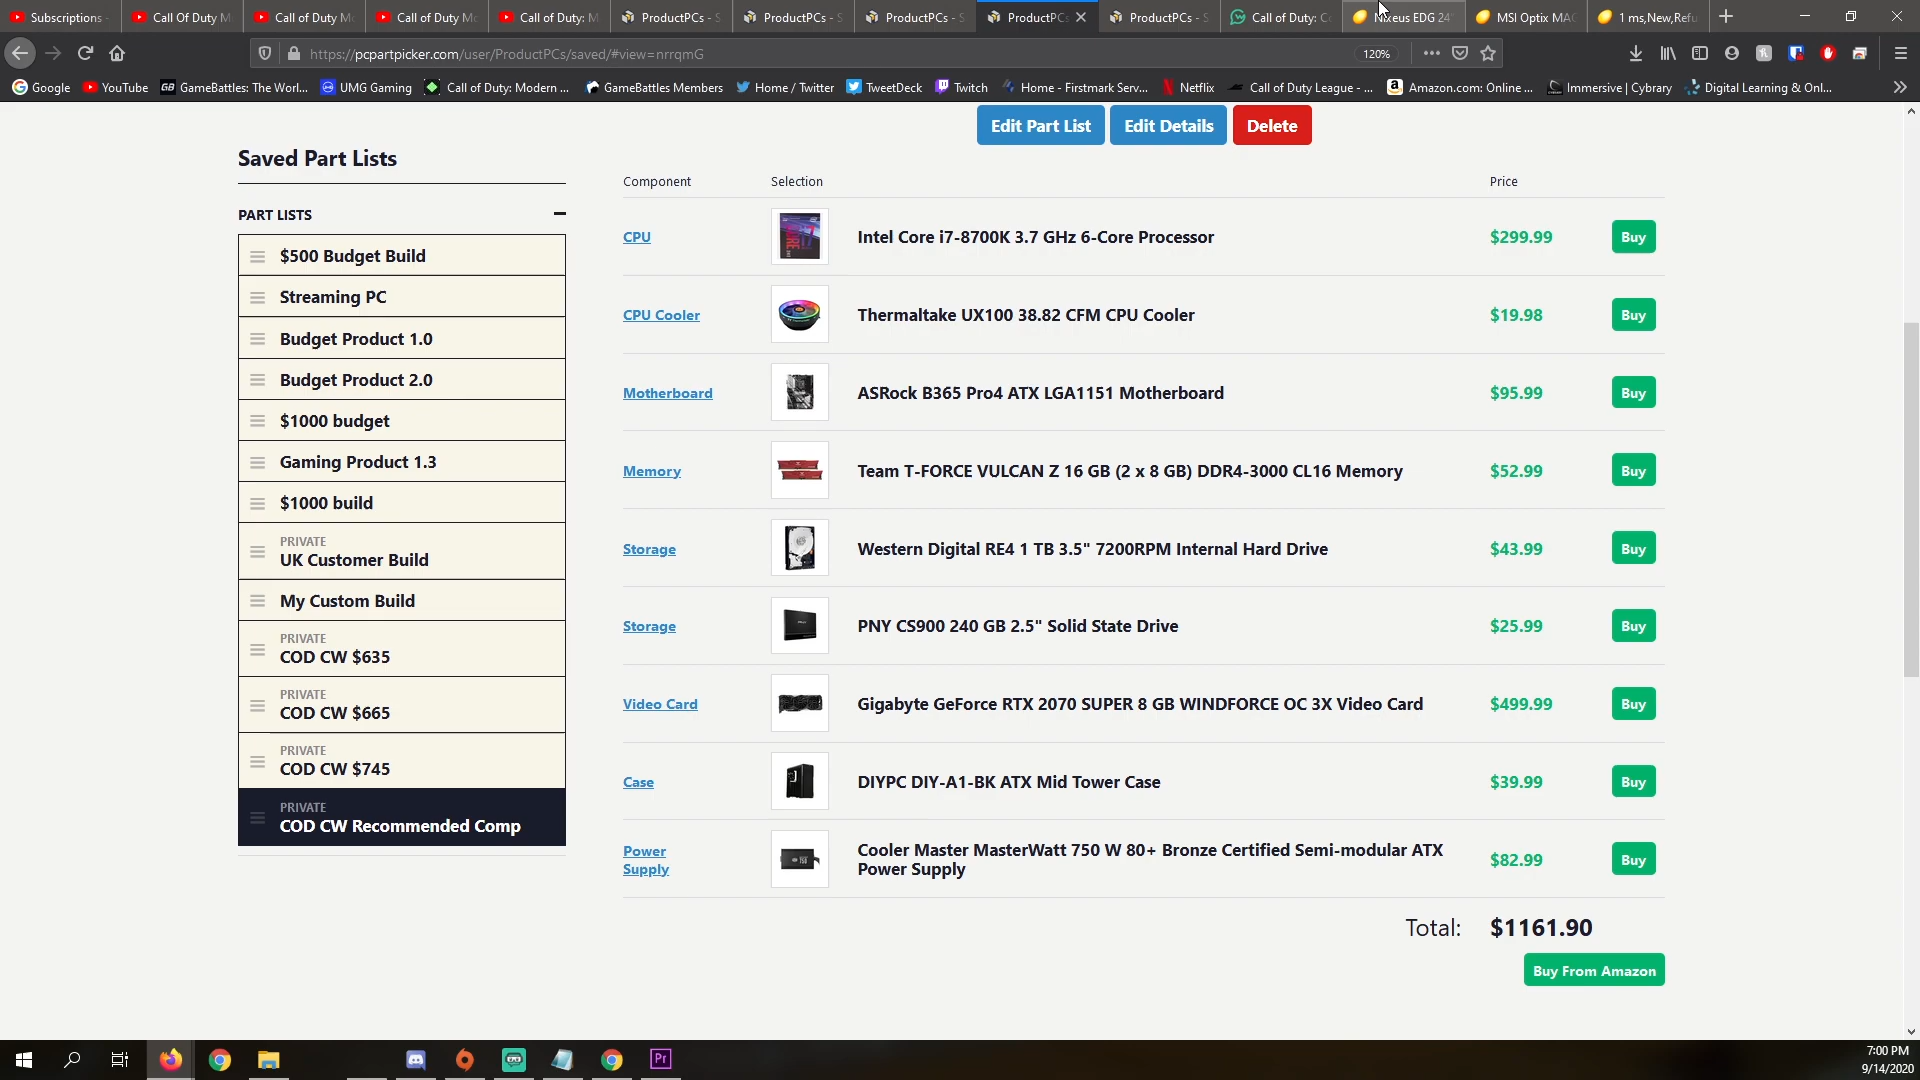 Subscriptions -
Call Of Duty M
Call of Duty Mo
Call of Duty Mo
Call of Duty: M
ProductPCs - S
ProductPCs - S
ProductPCs - S
ProductPCs
ProductPCs - S
Call of Duty: C
Nixeus EDG 24"
MSI Optix MAG
1 ms,New,Refu
https://pcpartpicker.com/user/ProductPCs/saved/#view=nrrqmG
120%
Google
YouTube
GameBattles: The Worl...
UMG Gaming
Call of Duty: Modern ...
GameBattles Members
Home / Twitter
TweetDeck
Twitch
Home - Firstmark Serv...
Netflix
Call of Duty League - ...
Amazon.com: Online ...
Immersive | Cybrary
Digital Learning & Onl...
Edit Part List
Edit Details
Delete
Saved Part Lists
PART LISTS
$500 Budget Build
Streaming PC
Budget Product 1.0
Budget Product 2.0
$1000 budget
Gaming Product 1.3
$1000 build
PRIVATE
UK Customer Build
My Custom Build
PRIVATE
COD CW $635
PRIVATE
COD CW $665
PRIVATE
COD CW $745
PRIVATE
COD CW Recommended Comp
Component Selection Price
CPU Intel Core i7-8700K 3.7 GHz 6-Core Processor $299.99 Buy
CPU Cooler Thermaltake UX100 38.82 CFM CPU Cooler $19.98 Buy
Motherboard ASRock B365 Pro4 ATX LGA1151 Motherboard $95.99 Buy
Memory Team T-FORCE VULCAN Z 16 GB (2 x 8 GB) DDR4-3000 CL16 Memory $52.99 Buy
Storage Western Digital RE4 1 TB 3.5" 7200RPM Internal Hard Drive $43.99 Buy
Storage PNY CS900 240 GB 2.5" Solid State Drive $25.99 Buy
Video Card Gigabyte GeForce RTX 2070 SUPER 8 GB WINDFORCE OC 3X Video Card $499.99 Buy
Case DIYPC DIY-A1-BK ATX Mid Tower Case $39.99 Buy
Power Supply
Cooler Master MasterWatt 750 W 80+ Bronze Certified Semi-modular ATX
Power Supply
$82.99 Buy
Total: $1161.90
Buy From Amazon
Pr
7:00 PM
9/14/2020